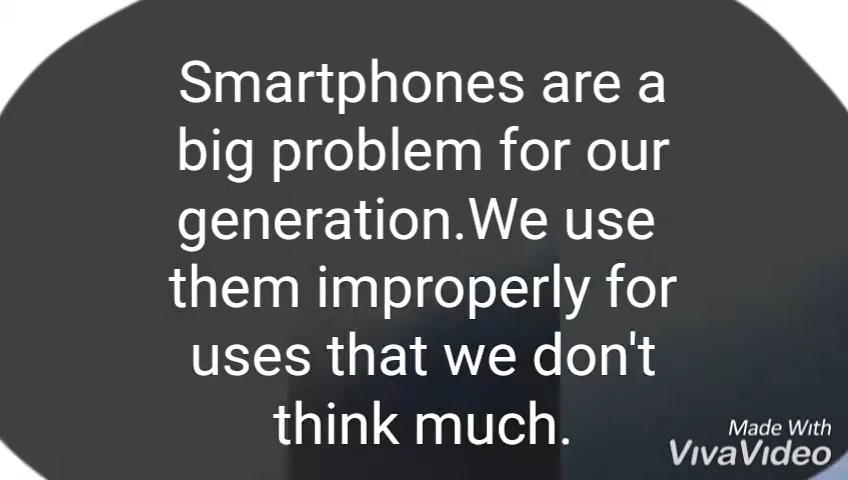 Smartphones are a
big problem for our
generation.We use
them improperly for
uses that we don't
think much.
Made With
VivaVideo